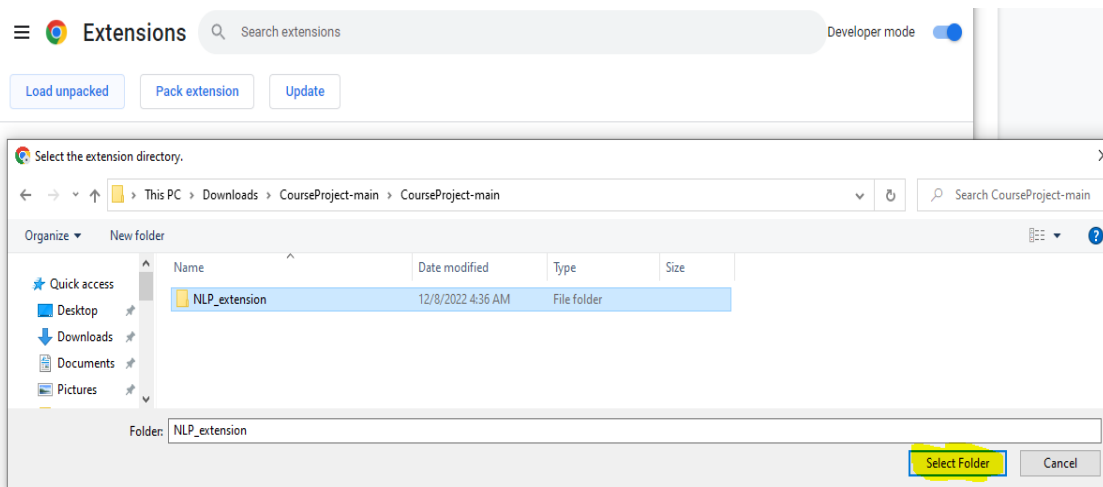 Extensions Search extensions Developer mode
Load unpacked Pack extension Update
Select the extension directory.
This PC > Downloads > CourseProject-main > CourseProject-main Search CourseProject-main
Organize New folder
Name Date modified Type Size
Quick access
NLP_extension 12/8/2022 4:36 AM File folder
Desktop
Downloads
Documents
Pictures
Folder: NLP_extension
Select Folder Cancel